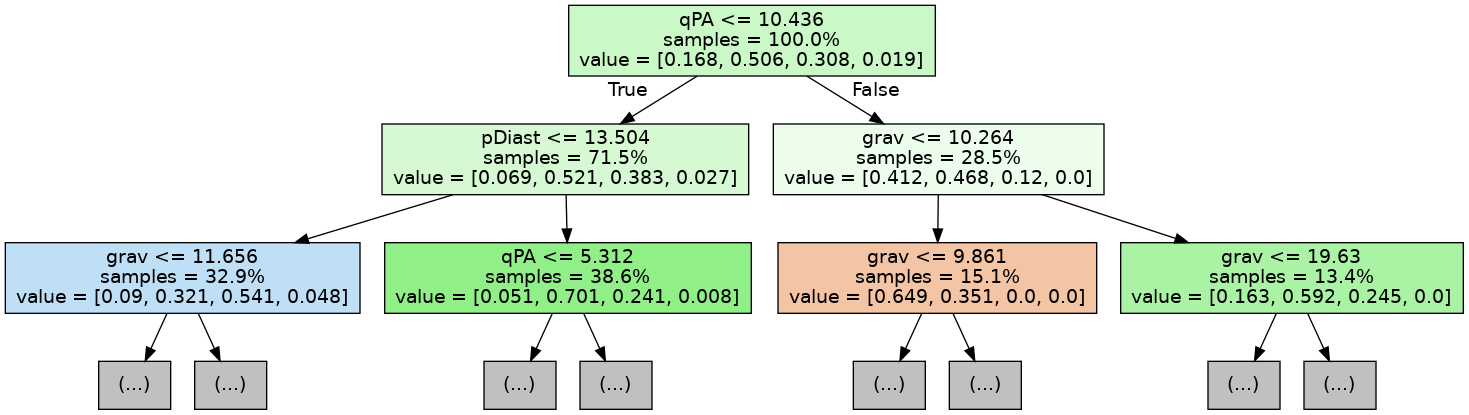 qPA <= 10.436
samples = 100.0%
value = [0.168, 0.506, 0.308, 0.019]
True
False
pDiast <= 13.504
samples = 71.5%
value = [0.069, 0.521, 0.383, 0.027]
grav <= 10.264
samples = 28.5%
value = [0.412, 0.468, 0.12, 0.0]
grav <= 11.656
samples = 32.9%
value = [0.09, 0.321, 0.541, 0.048]
qPA <= 5.312
samples = 38.6%
value = [0.051, 0.701, 0.241, 0.008]
grav <= 9.861
samples = 15.1%
value = [0.649, 0.351, 0.0, 0.0]
grav <= 19.63
samples = 13.4%
value = [0.163, 0.592, 0.245, 0.0]
(...)
(...)
(...)
(...)
(...)
(...)
(...)
(...)